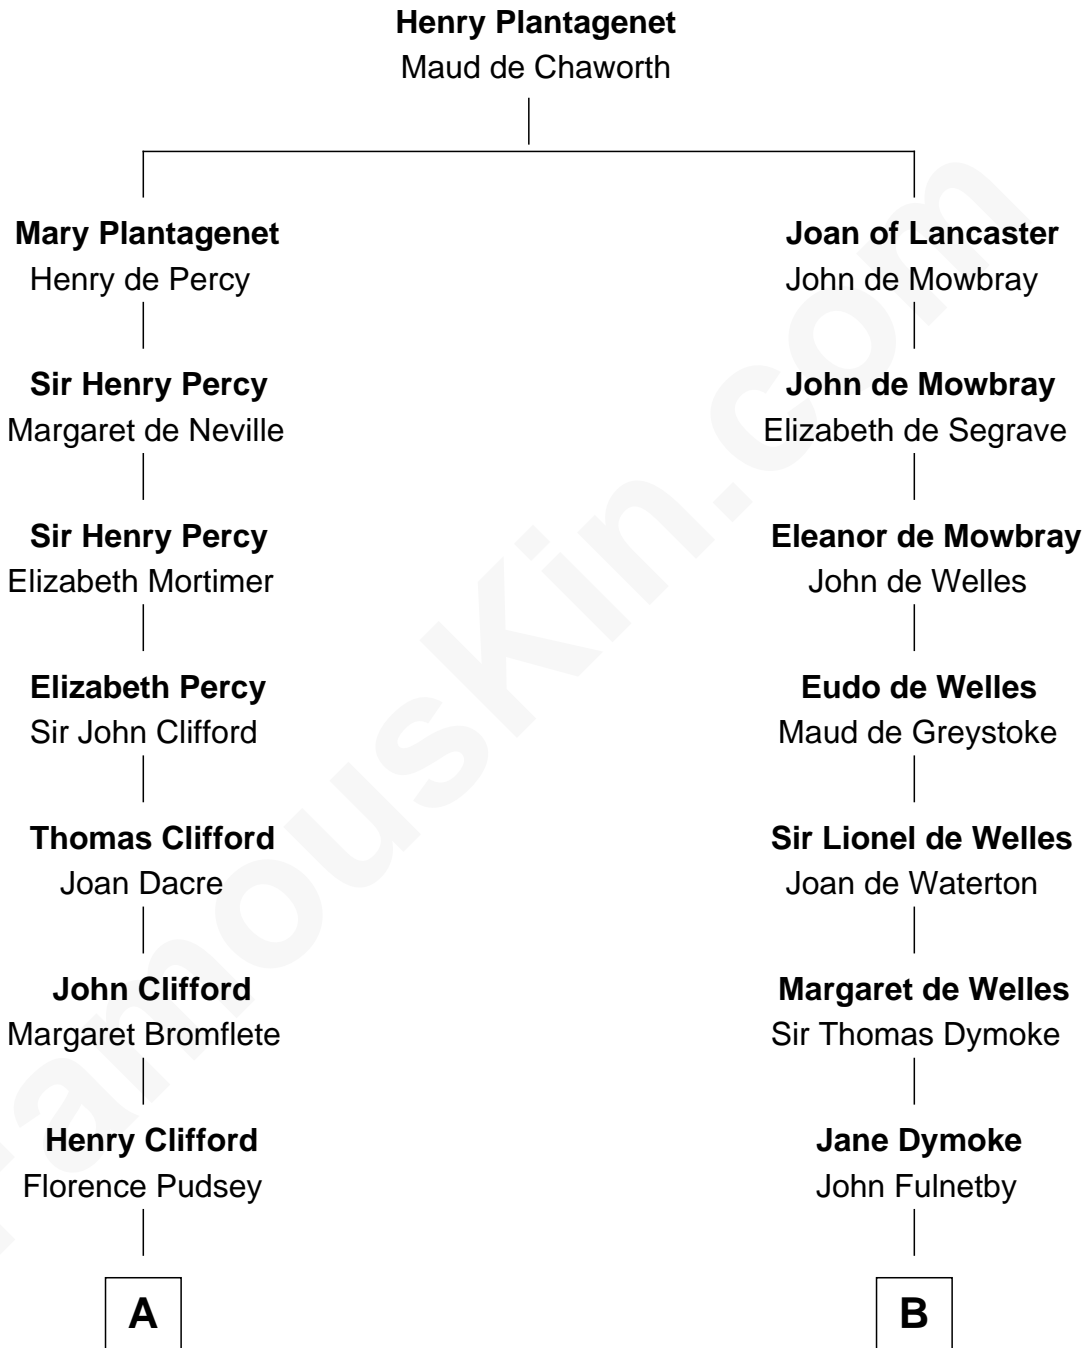 Henry Plantagenet
Maud de Chaworth
Mary Plantagenet
Henry de Percy
Joan of Lancaster
John de Mowbray
Sir Henry Percy
Margaret de Neville
John de Mowbray
Elizabeth de Segrave
Sir Henry Percy
Elizabeth Mortimer
Eleanor de Mowbray
John de Welles
Elizabeth Percy
Sir John Clifford
Eudo de Welles
Maud de Greystoke
Thomas Clifford
Joan Dacre
Sir Lionel de Welles
Joan de Waterton
John Clifford
Margaret Bromflete
Margaret de Welles
Sir Thomas Dymoke
Henry Clifford
Florence Pudsey
Jane Dymoke
John Fulnetby
A
B
FamousKin.com